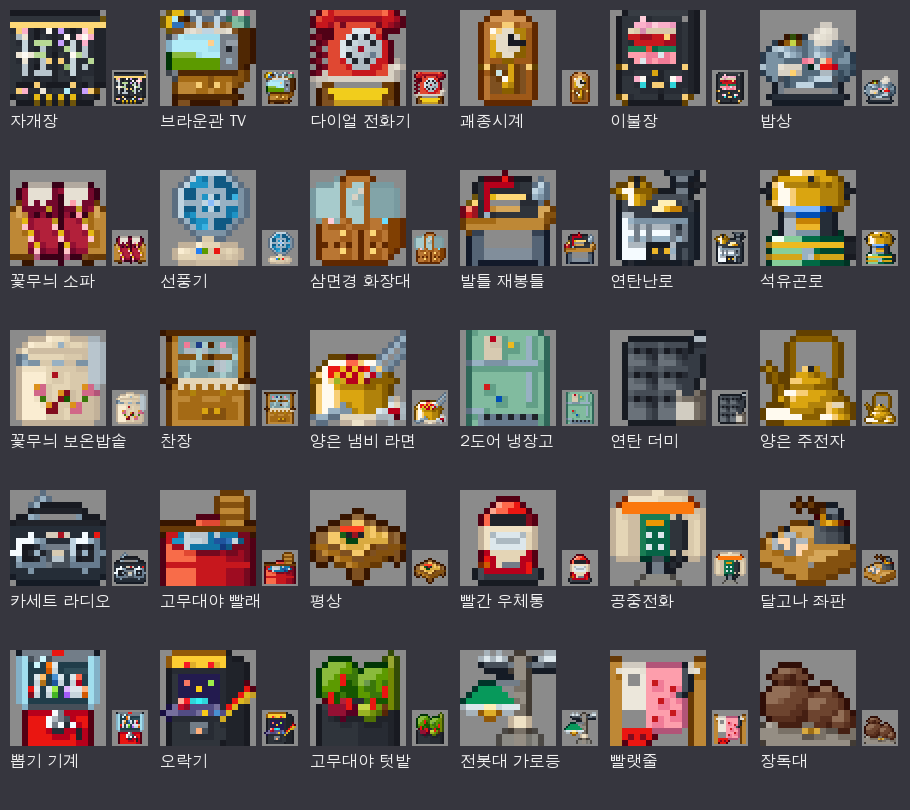 자개장 브라운관 TV 다이얼 전화기 괘종시계 이불장 밥상
꽃무늬 소파 선풍기 삼면경 화장대 발틀 재봉틀 연탄난로 석유곤로
꽃무늬 보온밥솥 찬장 양은 냄비 라면 2도어 냉장고 연탄 더미 양은 주전자
카세트 라디오 고무대야 빨래 평상 빨간 우체통 공중전화 달고나 좌판
뽑기 기계 오락기 고무대야 텃밭 전봇대 가로등 빨랫줄 장독대